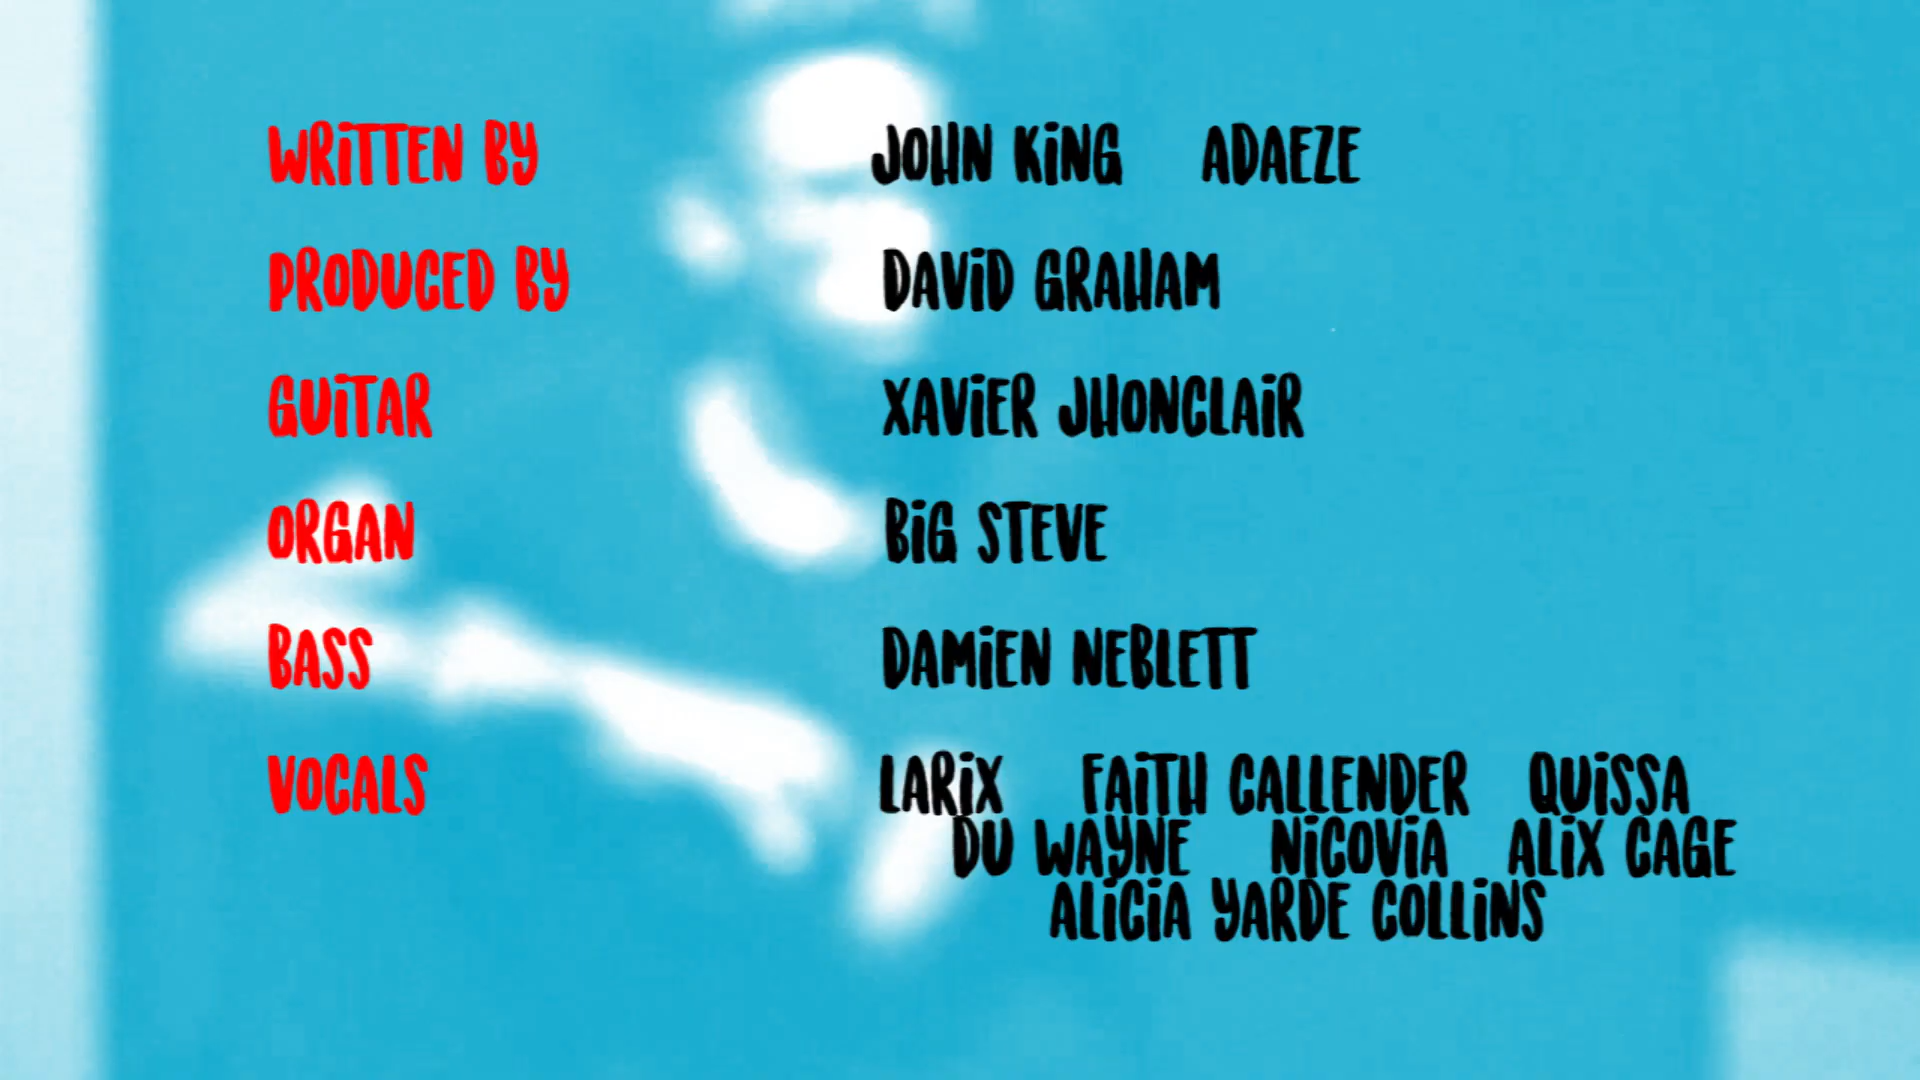 WRITTEN BY JOHN KING ADAEZE
PRODUCED BY DAVID GRAHAM
GUITAR XAVIER JHONCLAIR
ORGAN BIG STEVE
BASS DAMIEN NEBLETT
VOCALS LARIX FAITH CALLENDER QUISSA
DU WAYNE NICOVIA ALIX CAGE
ALICIA YARDE COLLINS